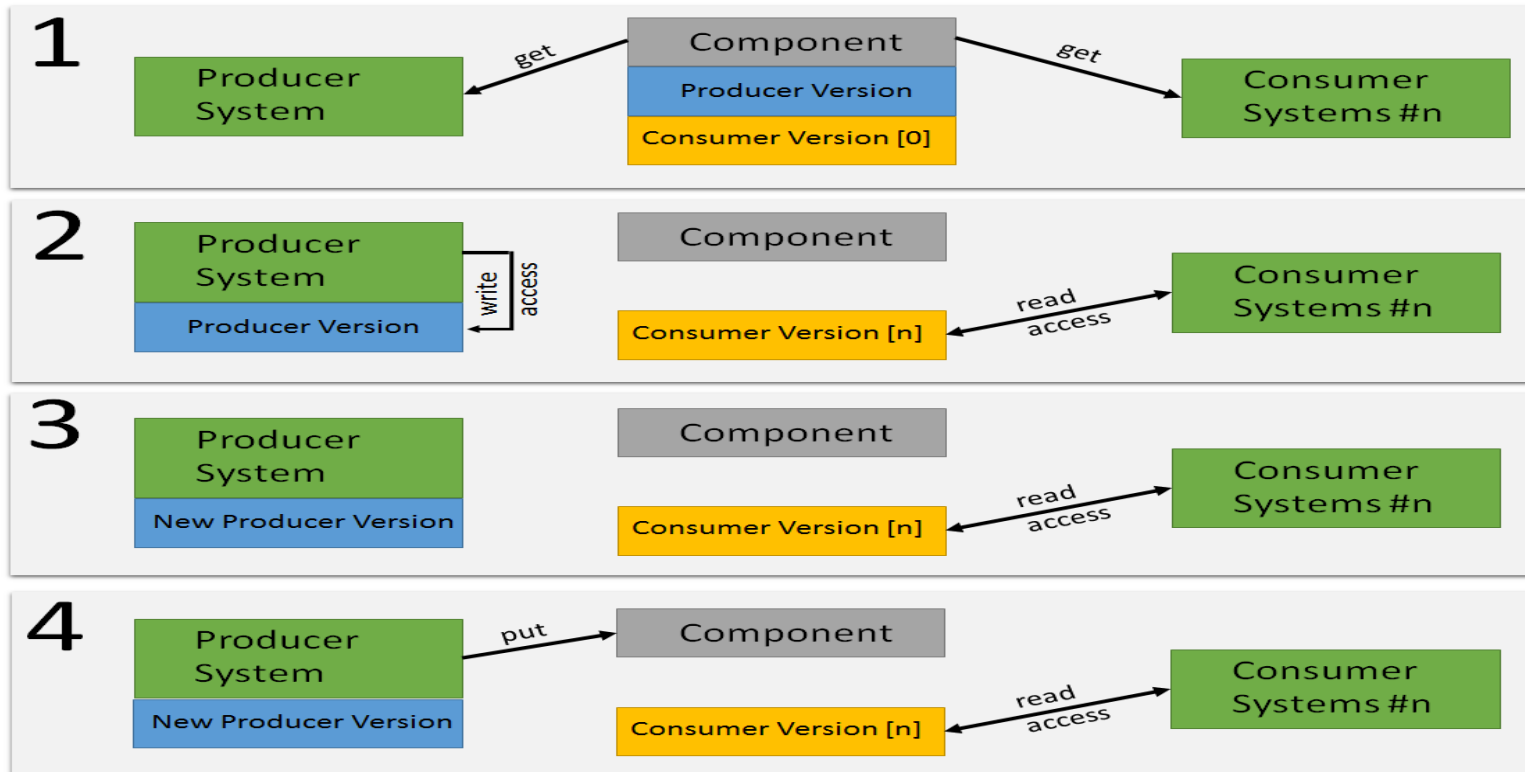 1
Producer
System
get
Component
Producer Version
Consumer Version [0]
get
Consumer
Systems #n
2
Producer
System
Producer Version
write
access
Component
Consumer Version [n]
read
access
Consumer
Systems #n
3
Producer
System
New Producer Version
Component
Consumer Version [n]
read
access
Consumer
Systems #n
4
Producer
System
New Producer Version
put
Component
Consumer Version [n]
read
access
Consumer
Systems #n